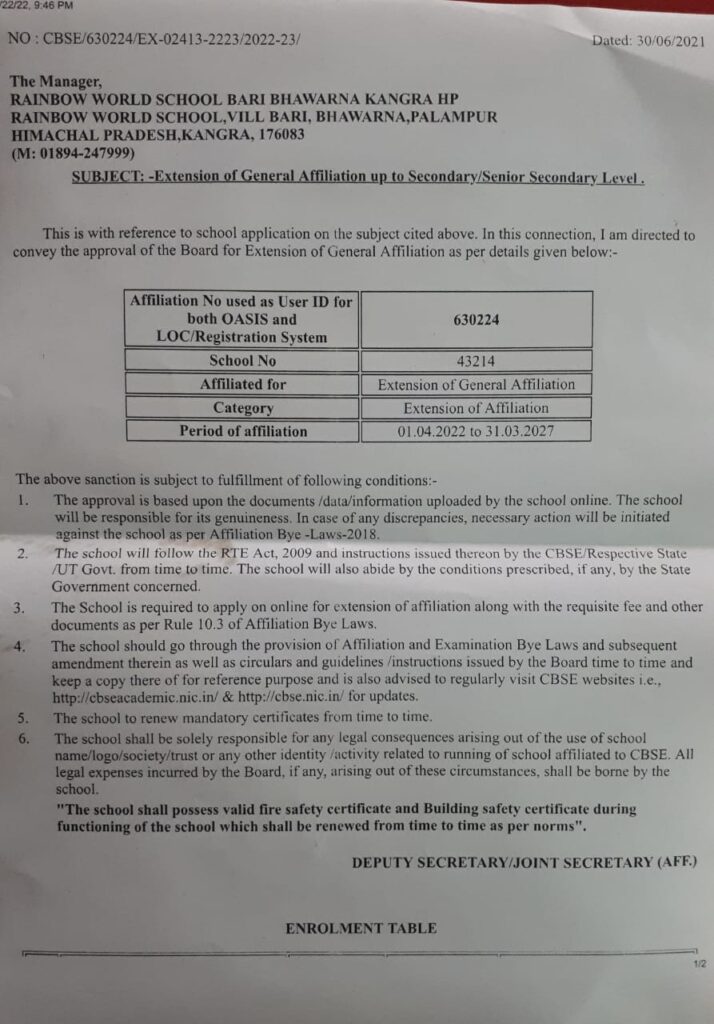 /22/22, 9:46 PM
NO : CBSE/630224/EX-02413-2223/2022-23/ Dated: 30/06/2021
The Manager,
RAINBOW WORLD SCHOOL BARI BHAWARNA KANGRA HP
RAINBOW WORLD SCHOOL,VILL BARI, BHAWARNA,PALAMPUR
HIMACHAL PRADESH,KANGRA, 176083
(M: 01894-247999)
SUBJECT: -Extension of General Affiliation up to Secondary/Senior Secondary Level .
This is with reference to school application on the subject cited above. In this connection, I am directed to
convey the approval of the Board for Extension of General Affiliation as per details given below:-
Affiliation No used as User ID for
both OASIS and
LOC/Registration System
630224
School No 43214
Affiliated for Extension of General Affiliation
Category Extension of Affiliation
Period of affiliation 01.04.2022 to 31.03.2027
The above sanction is subject to fulfillment of following conditions:-
1. The approval is based upon the documents /data/information uploaded by the school online. The school
will be responsible for its genuineness. In case of any discrepancies, necessary action will be initiated
against the school as per Affiliation Bye -Laws-2018.
2. The school will follow the RTE Act, 2009 and instructions issued thereon by the CBSE/Respective State
/UT Govt. from time to time. The school will also abide by the conditions prescribed, if any, by the State
Government concerned.
3. The School is required to apply on online for extension of affiliation along with the requisite fee and other
documents as per Rule 10.3 of Affiliation Bye Laws.
4. The school should go through the provision of Affiliation and Examination Bye Laws and subsequent
amendment therein as well as circulars and guidelines /instructions issued by the Board time to time and
keep a copy there of for reference purpose and is also advised to regularly visit CBSE websites i.e.,
http://cbseacademic.nic.in/ & http://cbse.nic.in/ for updates.
5. The school to renew mandatory certificates from time to time.
6. The school shall be solely responsible for any legal consequences arising out of the use of school
name/logo/society/trust or any other identity /activity related to running of school affiliated to CBSE. All
legal expenses incurred by the Board, if any, arising out of these circumstances, shall be borne by the
school.
"The school shall possess valid fire safety certificate and Building safety certificate during
functioning of the school which shall be renewed from time to time as per norms".
DEPUTY SECRETARY/JOINT SECRETARY (AFF.)
ENROLMENT TABLE
1/2